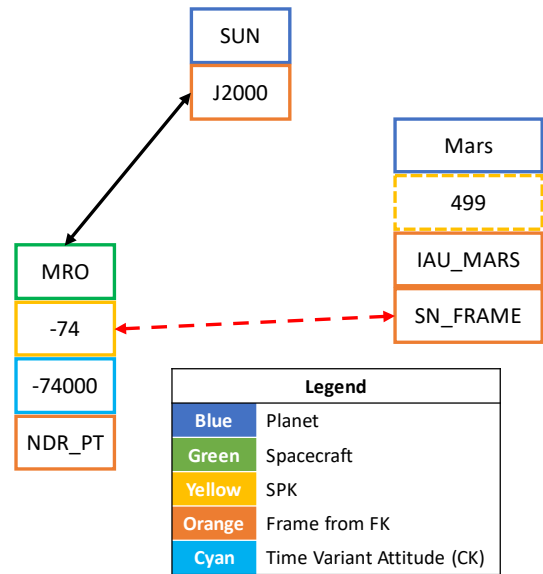 SUN
J2000
Mars
499
IAU_MARS
SN_FRAME
MRO
-74
-74000
NDR_PT
Legend
Blue Planet
Green Spacecraft
Yellow SPK
Orange Frame from FK
Cyan Time Variant Attitude (CK)